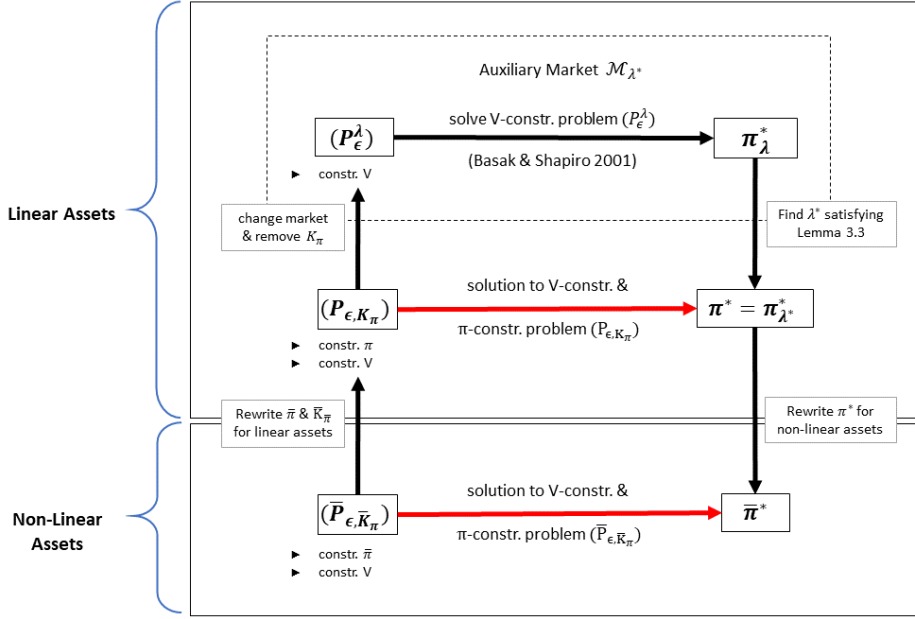 Auxiliary Market ℳ_λ*
solve V-constr. problem (P_ϵ^λ)
(P_ϵ^λ)
π*_λ
(Basak & Shapiro 2001)
► constr. V
Linear Assets
change market
& remove K_π
Find λ* satisfying
Lemma 3.3
solution to V-constr. &
(P_ϵ,K_π)
π* = π*_λ*
π-constr. problem (P_ϵ,K_π)
► constr. π
► constr. V
Rewrite π̄ & K̄_π̄
for linear assets
Rewrite π* for
non-linear assets
solution to V-constr. &
(P̄_ϵ,K̄_π)
π̄*
Non-Linear
Assets
π-constr. problem (P̄_ϵ,K̄_π)
► constr. π̄
► constr. V